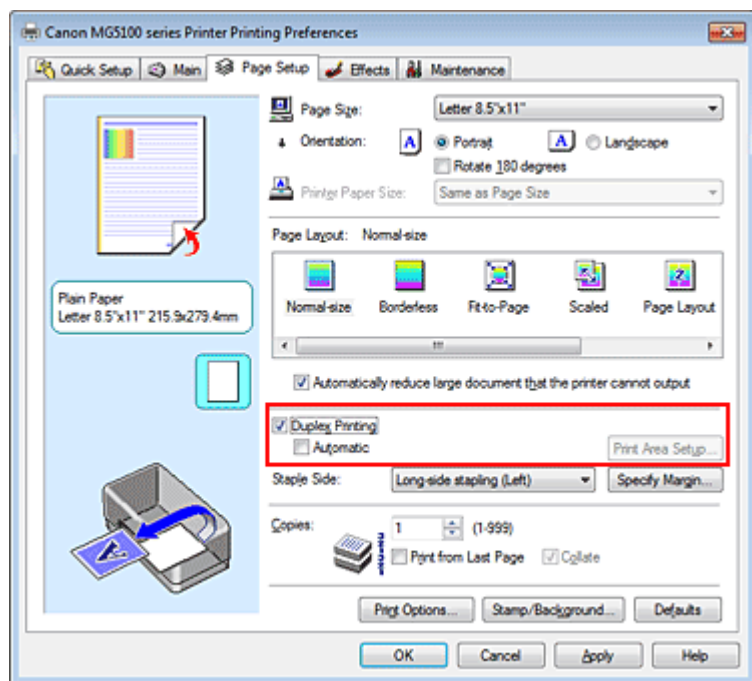 Canon MG5100 series Printer Printing Preferences
Quick Setup Main Page Setup Effects Maintenance
Page Size: Letter 8.5"x11"
Orientation: A Portrait A Landscape
Rotate 180 degrees
Printer Paper Size: Same as Page Size
Page Layout: Normal-size
Normal-size Borderless Fit-to-Page Scaled Page Layout
Plain Paper
Letter 8.5"x11" 215.9x279.4mm
Automatically reduce large document that the printer cannot output
Duplex Printing
Automatic Print Area Setup...
Staple Side: Long-side stapling (Left) Specify Margin...
Copies: 1 (1-999)
Print from Last Page Collate
Print Options... Stamp/Background... Defaults
OK Cancel Apply Help